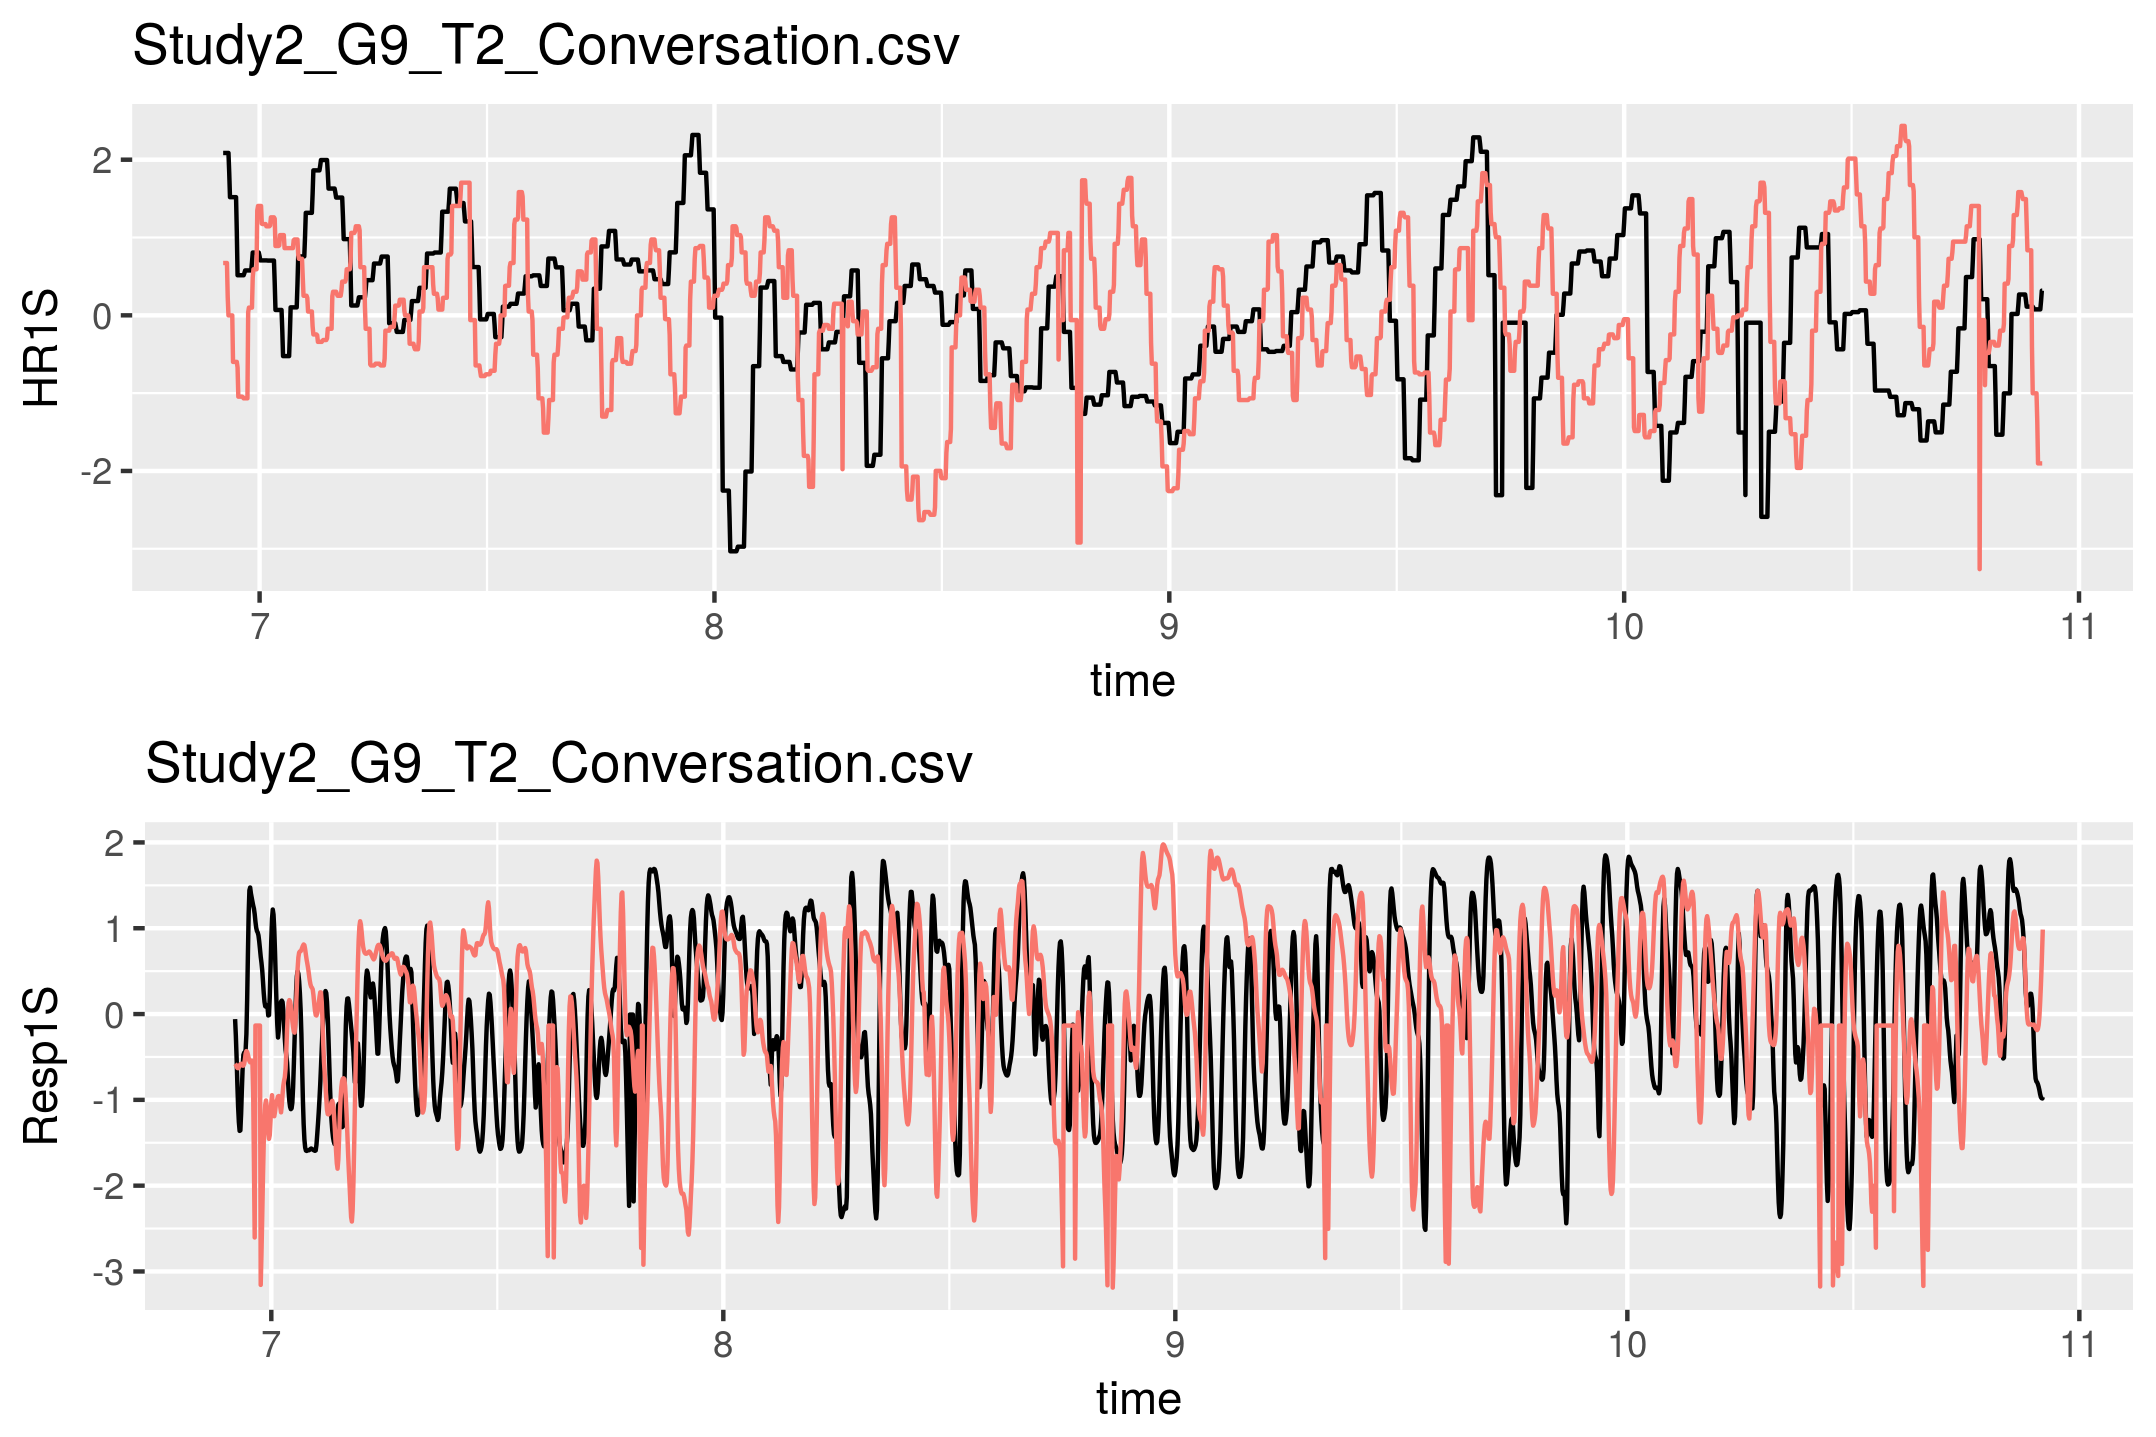 Study2_G9_T2_Conversation.csv
HR1S
2
0
-2
7 8 9 10 11
time
Study2_G9_T2_Conversation.csv
Resp1S
2
1
0
-1
-2
-3
7 8 9 10 11
time